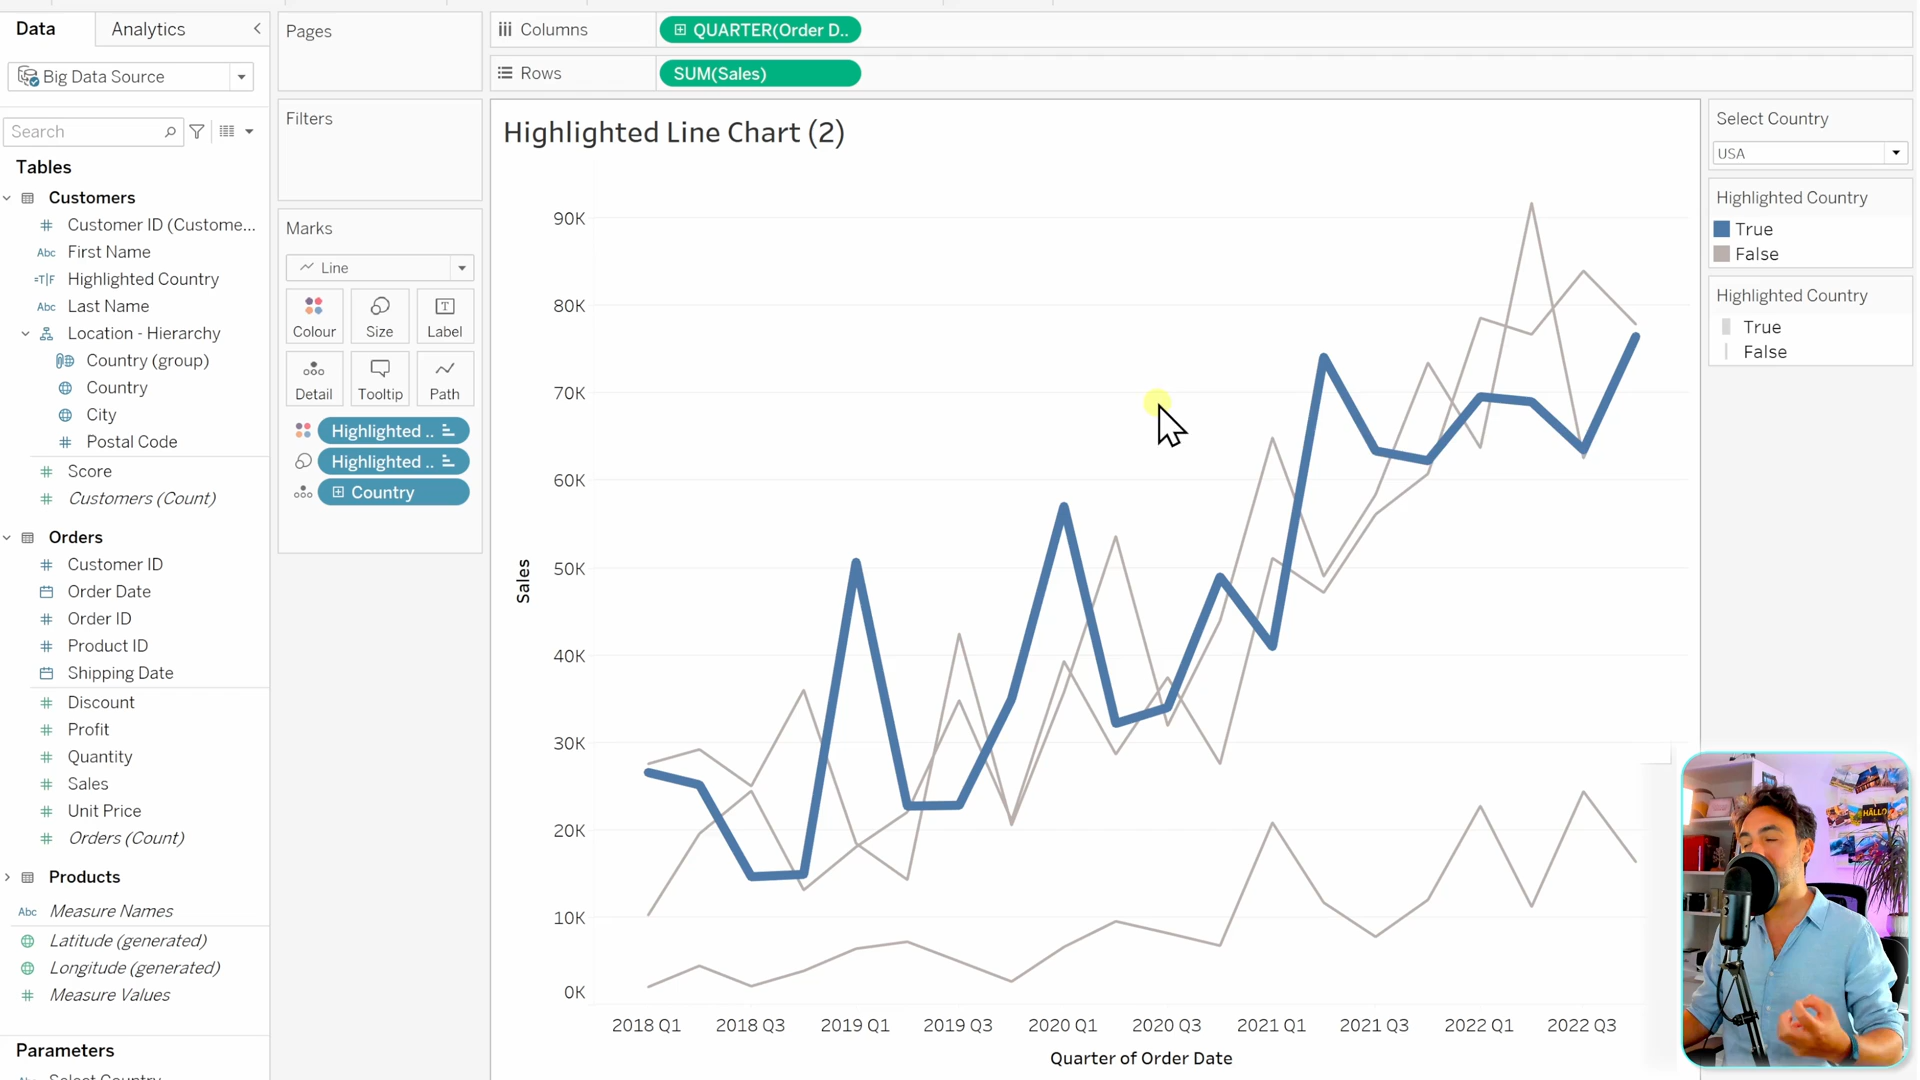 Data
Analytics
Big Data Source
Search
Tables
Customers
Customer ID (Custome...
First Name
Highlighted Country
Last Name
Location - Hierarchy
Country (group)
Country
City
Postal Code
Score
Customers (Count)
Orders
Customer ID
Order Date
Order ID
Product ID
Shipping Date
Discount
Profit
Quantity
Sales
Unit Price
Orders (Count)
Products
Measure Names
Latitude (generated)
Longitude (generated)
Measure Values
Parameters
Pages
Filters
Marks
Line
Colour
Size
Label
Detail
Tooltip
Path
Highlighted ..
Highlighted ..
Country
Columns
QUARTER(Order D..
Rows
SUM(Sales)
Highlighted Line Chart (2)
90K
80K
70K
60K
50K
40K
30K
20K
10K
0K
Sales
2018 Q1
2018 Q3
2019 Q1
2019 Q3
2020 Q1
2020 Q3
2021 Q1
2021 Q3
2022 Q1
2022 Q3
Quarter of Order Date
Select Country
USA
Highlighted Country
True
False
Highlighted Country
True
False
HALLO